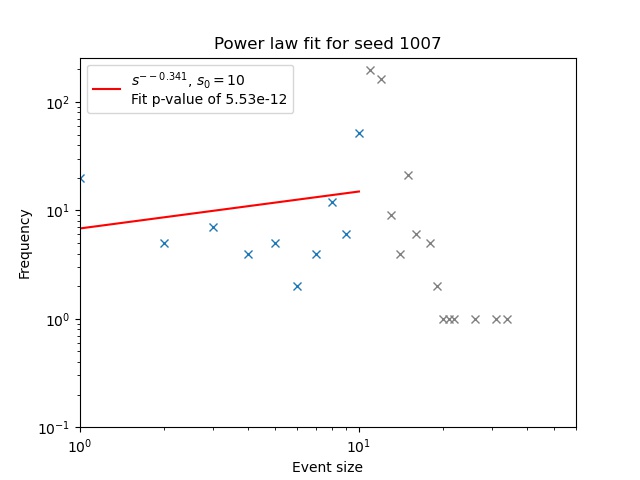 Power law fit for seed 1007
s^{--0.341}, s_0 = 10
Fit p-value of 5.53e-12
Frequency
10^2
10^1
10^0
10^{-1}
10^0
10^1
Event size